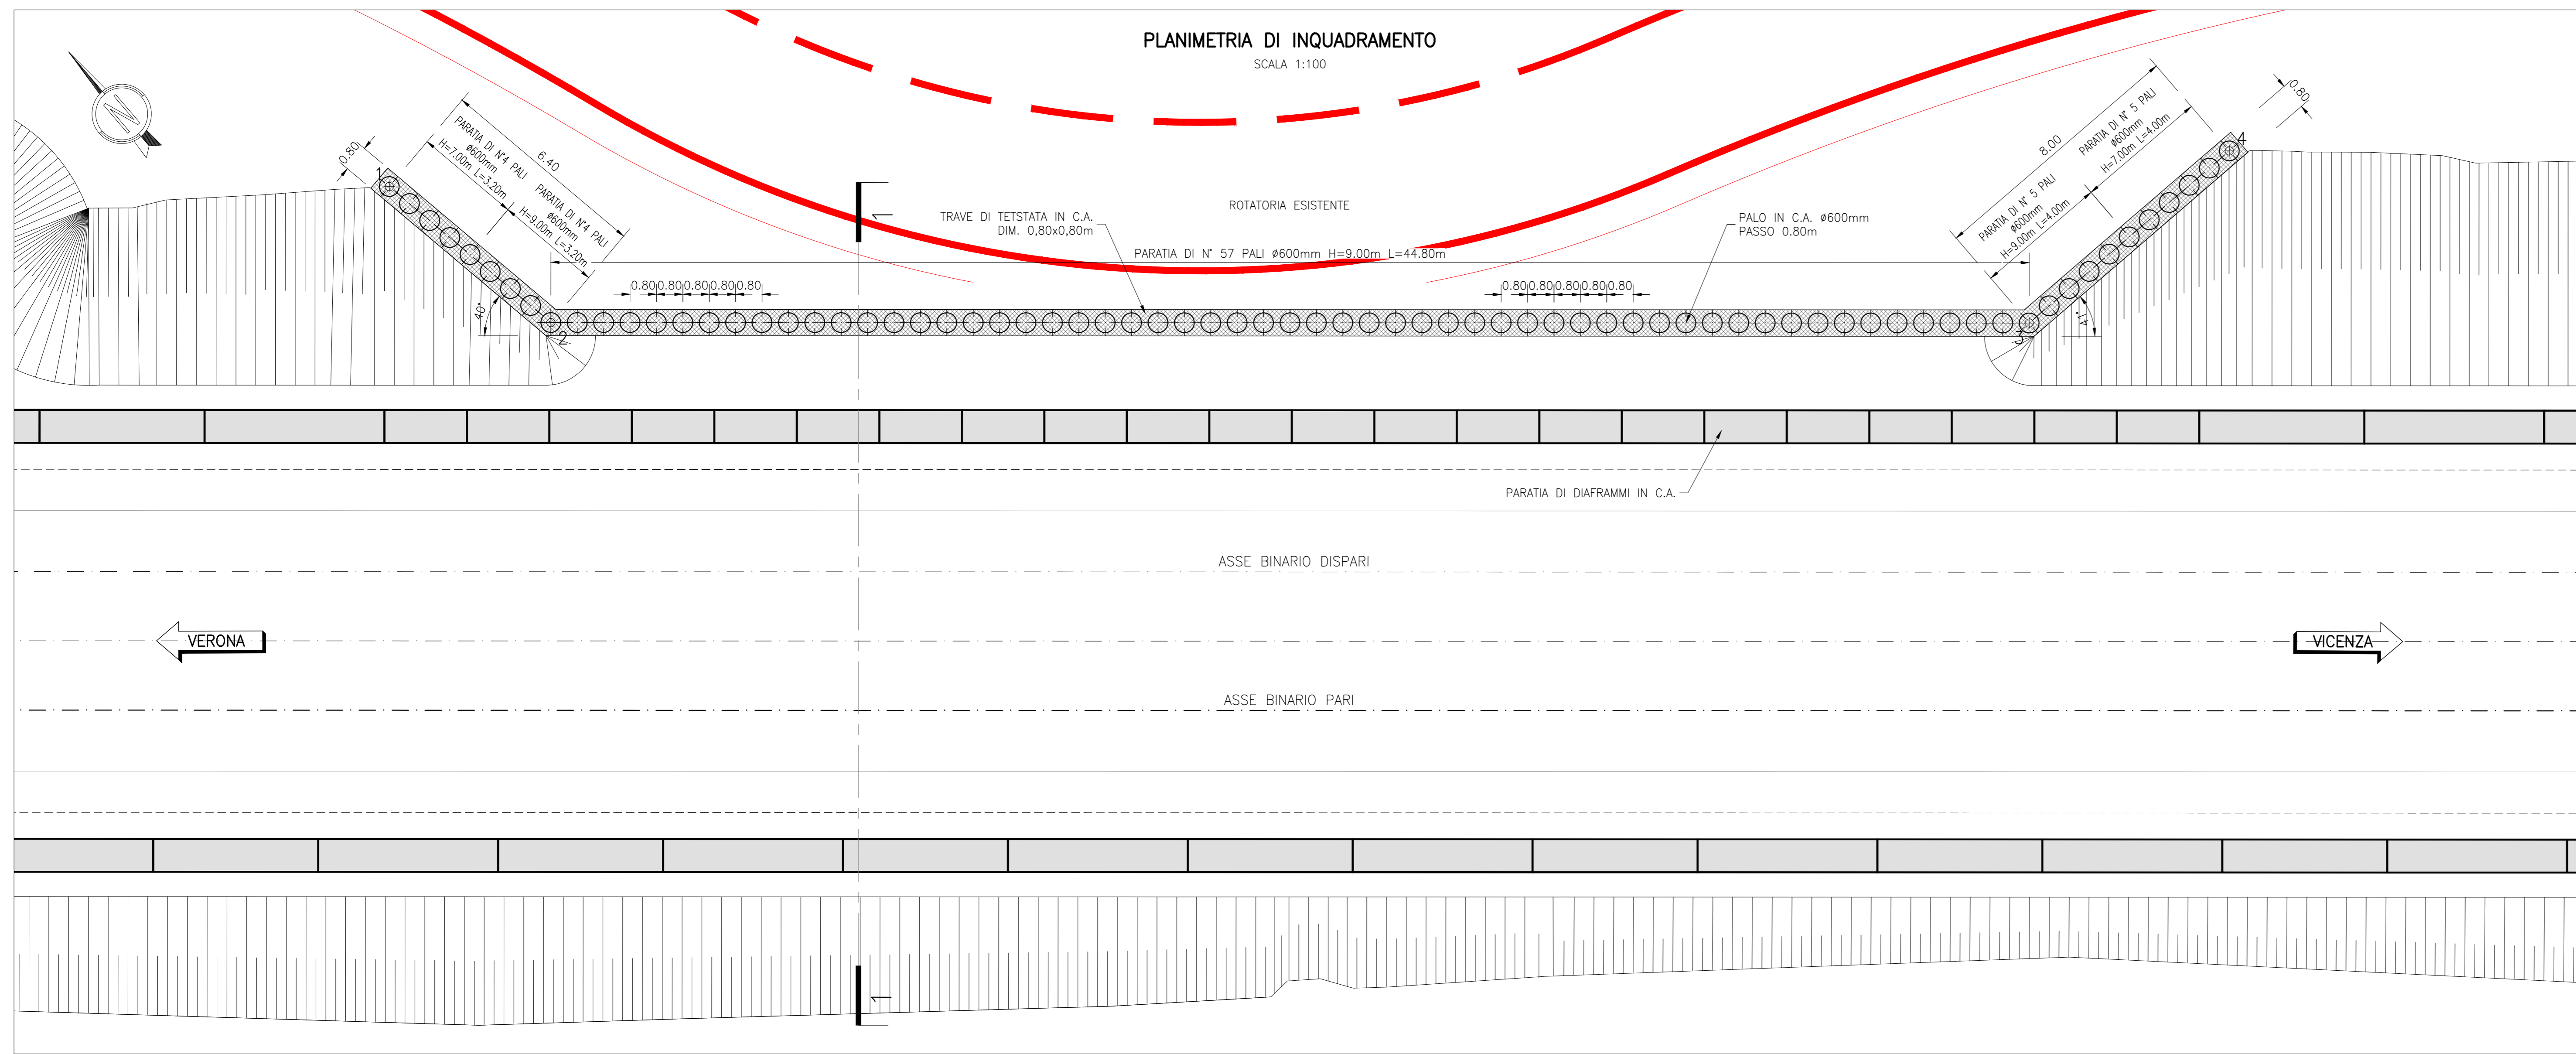 PLANIMETRIA DI INQUADRAMENTO
SCALA 1:100
N
0.80
6.40
PARATIA DI N°4 PALI
ø600mm
H=7.00m L=3.20m
PARATIA DI N°4 PALI
ø600mm
H=9.00m L=3.20m
1
40°
2
1
TRAVE DI TETSTATA IN C.A.
DIM. 0,80x0,80m
ROTATORIA ESISTENTE
PARATIA DI N° 57 PALI ø600mm H=9.00m L=44.80m
PALO IN C.A. ø600mm
PASSO 0.80m
0.80 0.80 0.80 0.80 0.80
0.80 0.80 0.80 0.80 0.80
8.00
0.80
PARATIA DI N° 5 PALI
ø600mm
H=7.00m L=4.00m
PARATIA DI N° 5 PALI
ø600mm
H=9.00m L=4.00m
4
41°
3
PARATIA DI DIAFRAMMI IN C.A.
ASSE BINARIO DISPARI
VERONA
VICENZA
ASSE BINARIO PARI
1